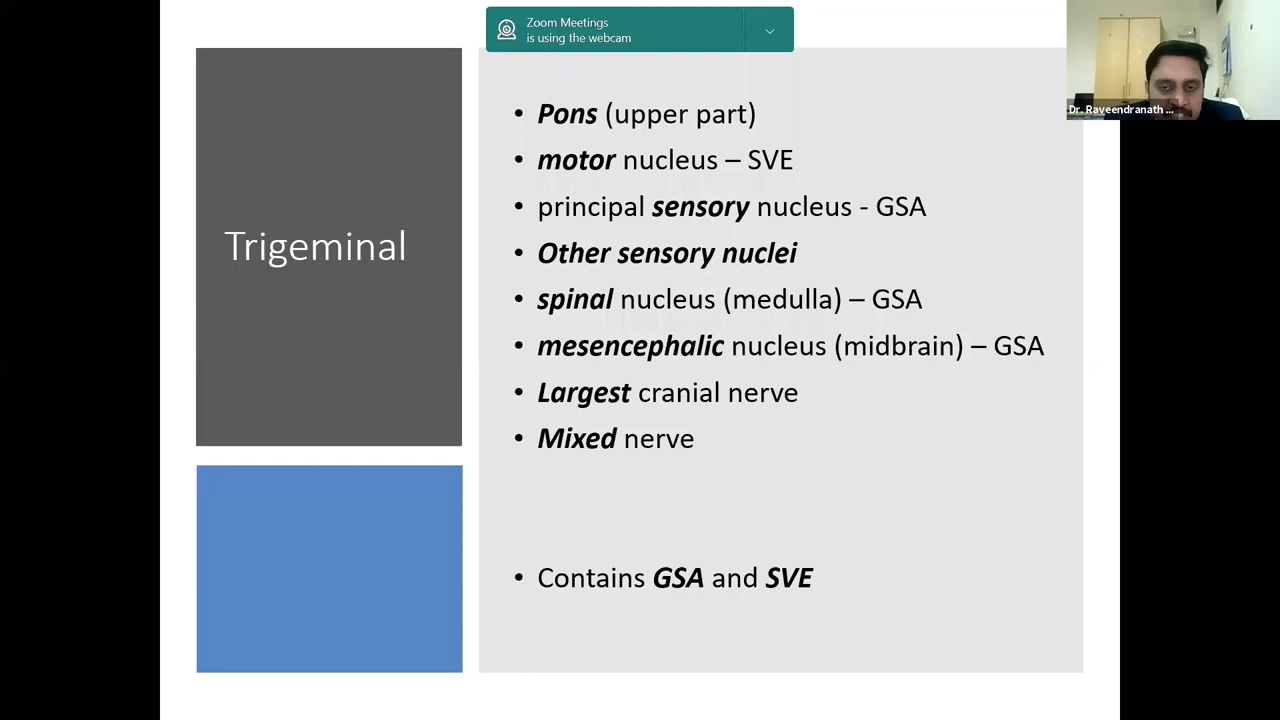 Zoom Meetings
is using the webcam
Dr. Raveendranath ...
Trigeminal
• Pons (upper part)
• motor nucleus – SVE
• principal sensory nucleus - GSA
• Other sensory nuclei
• spinal nucleus (medulla) – GSA
• mesencephalic nucleus (midbrain) – GSA
• Largest cranial nerve
• Mixed nerve
• Contains GSA and SVE